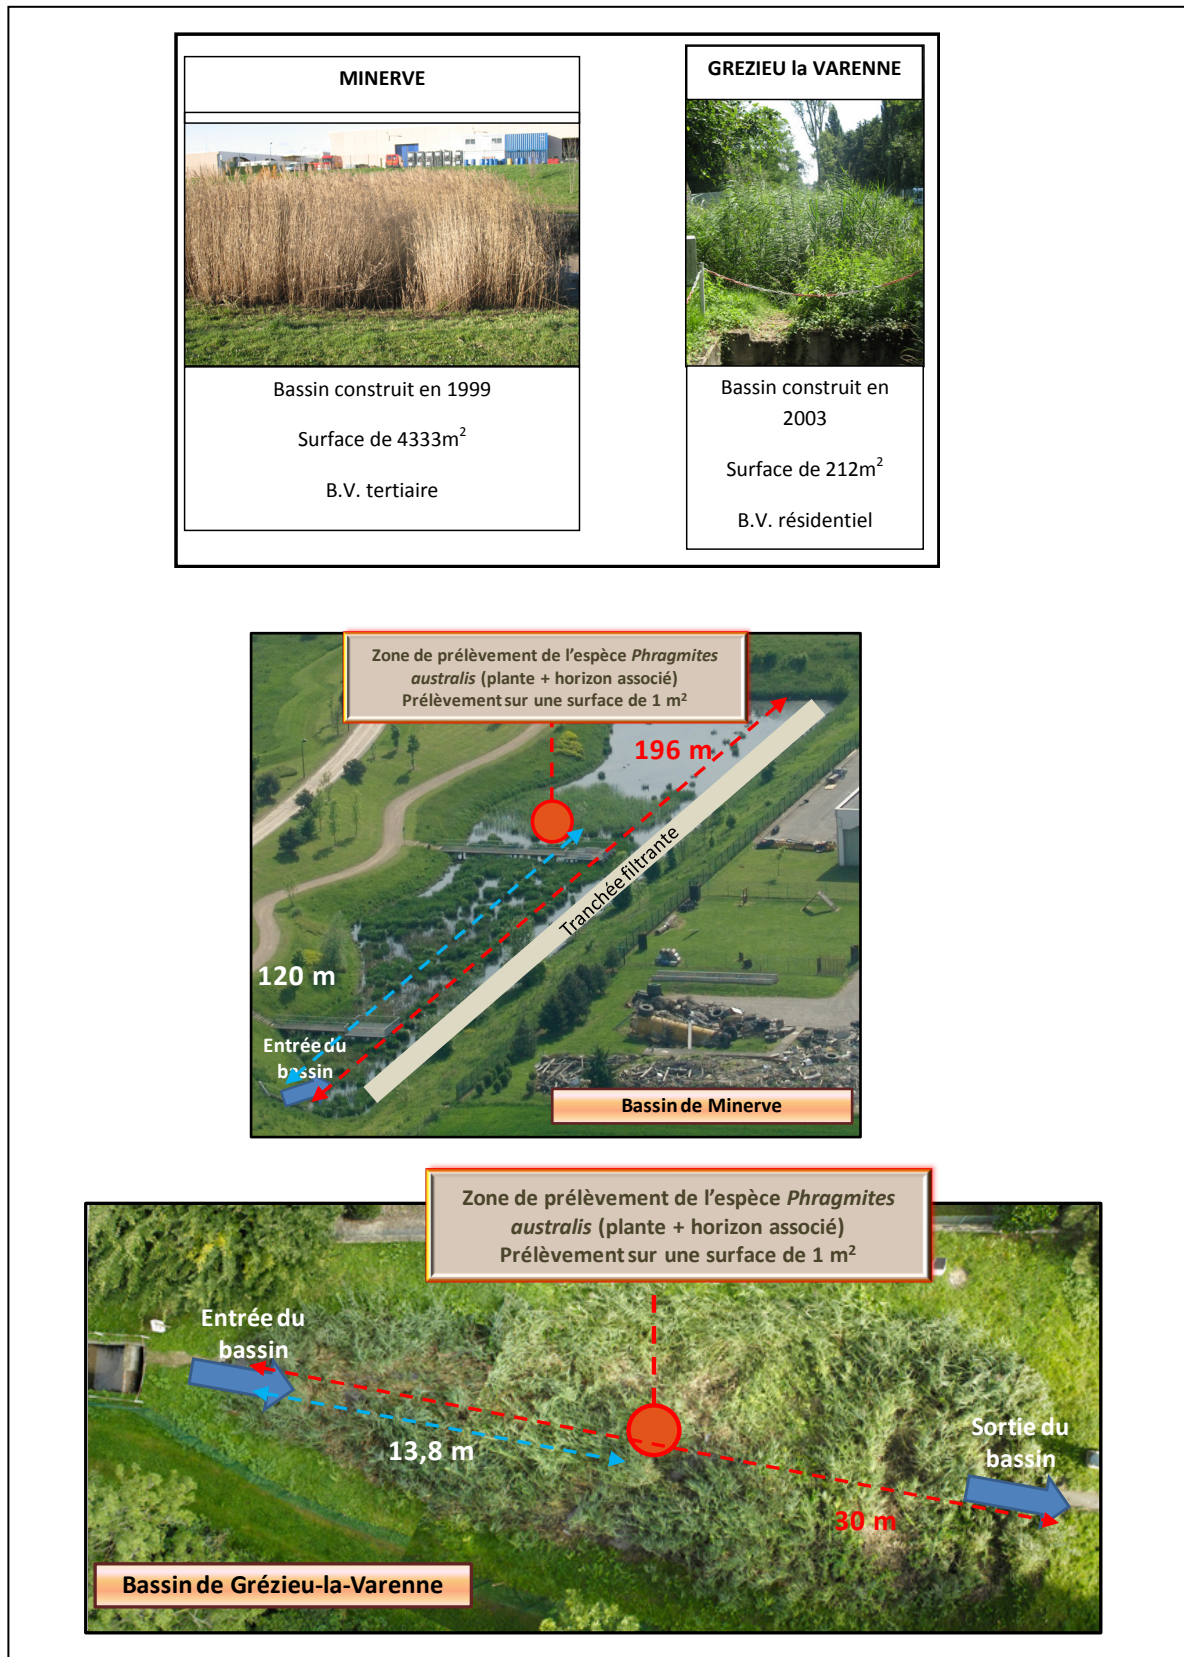 MINERVE
Bassin construit en 1999
Surface de 4333m²
B.V. tertiaire
GREZIEU la VARENNE
Bassin construit en
2003
Surface de 212m²
B.V. résidentiel
Zone de prélèvement de l'espèce Phragmites
australis (plante + horizon associé)
Prélèvement sur une surface de 1 m²
196 m
Tranchée filtrante
120 m
Entrée du
bassin
Bassin de Minerve
Zone de prélèvement de l'espèce Phragmites
australis (plante + horizon associé)
Prélèvement sur une surface de 1 m²
Entrée du
bassin
13,8 m
Sortie du
bassin
30 m
Bassin de Grézieu-la-Varenne